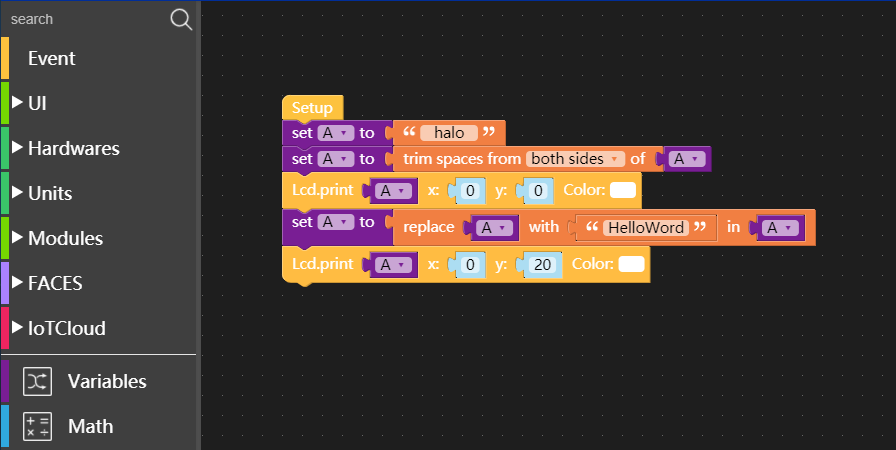 search
Event
UI
Hardwares
Units
Modules
FACES
IoTCloud
Variables
Math
Setup
set A to “ halo ”
set A to trim spaces from both sides of A
Lcd.print A x: 0 y: 0 Color:
set A to replace A with “ HelloWord ” in A
Lcd.print A x: 0 y: 20 Color: